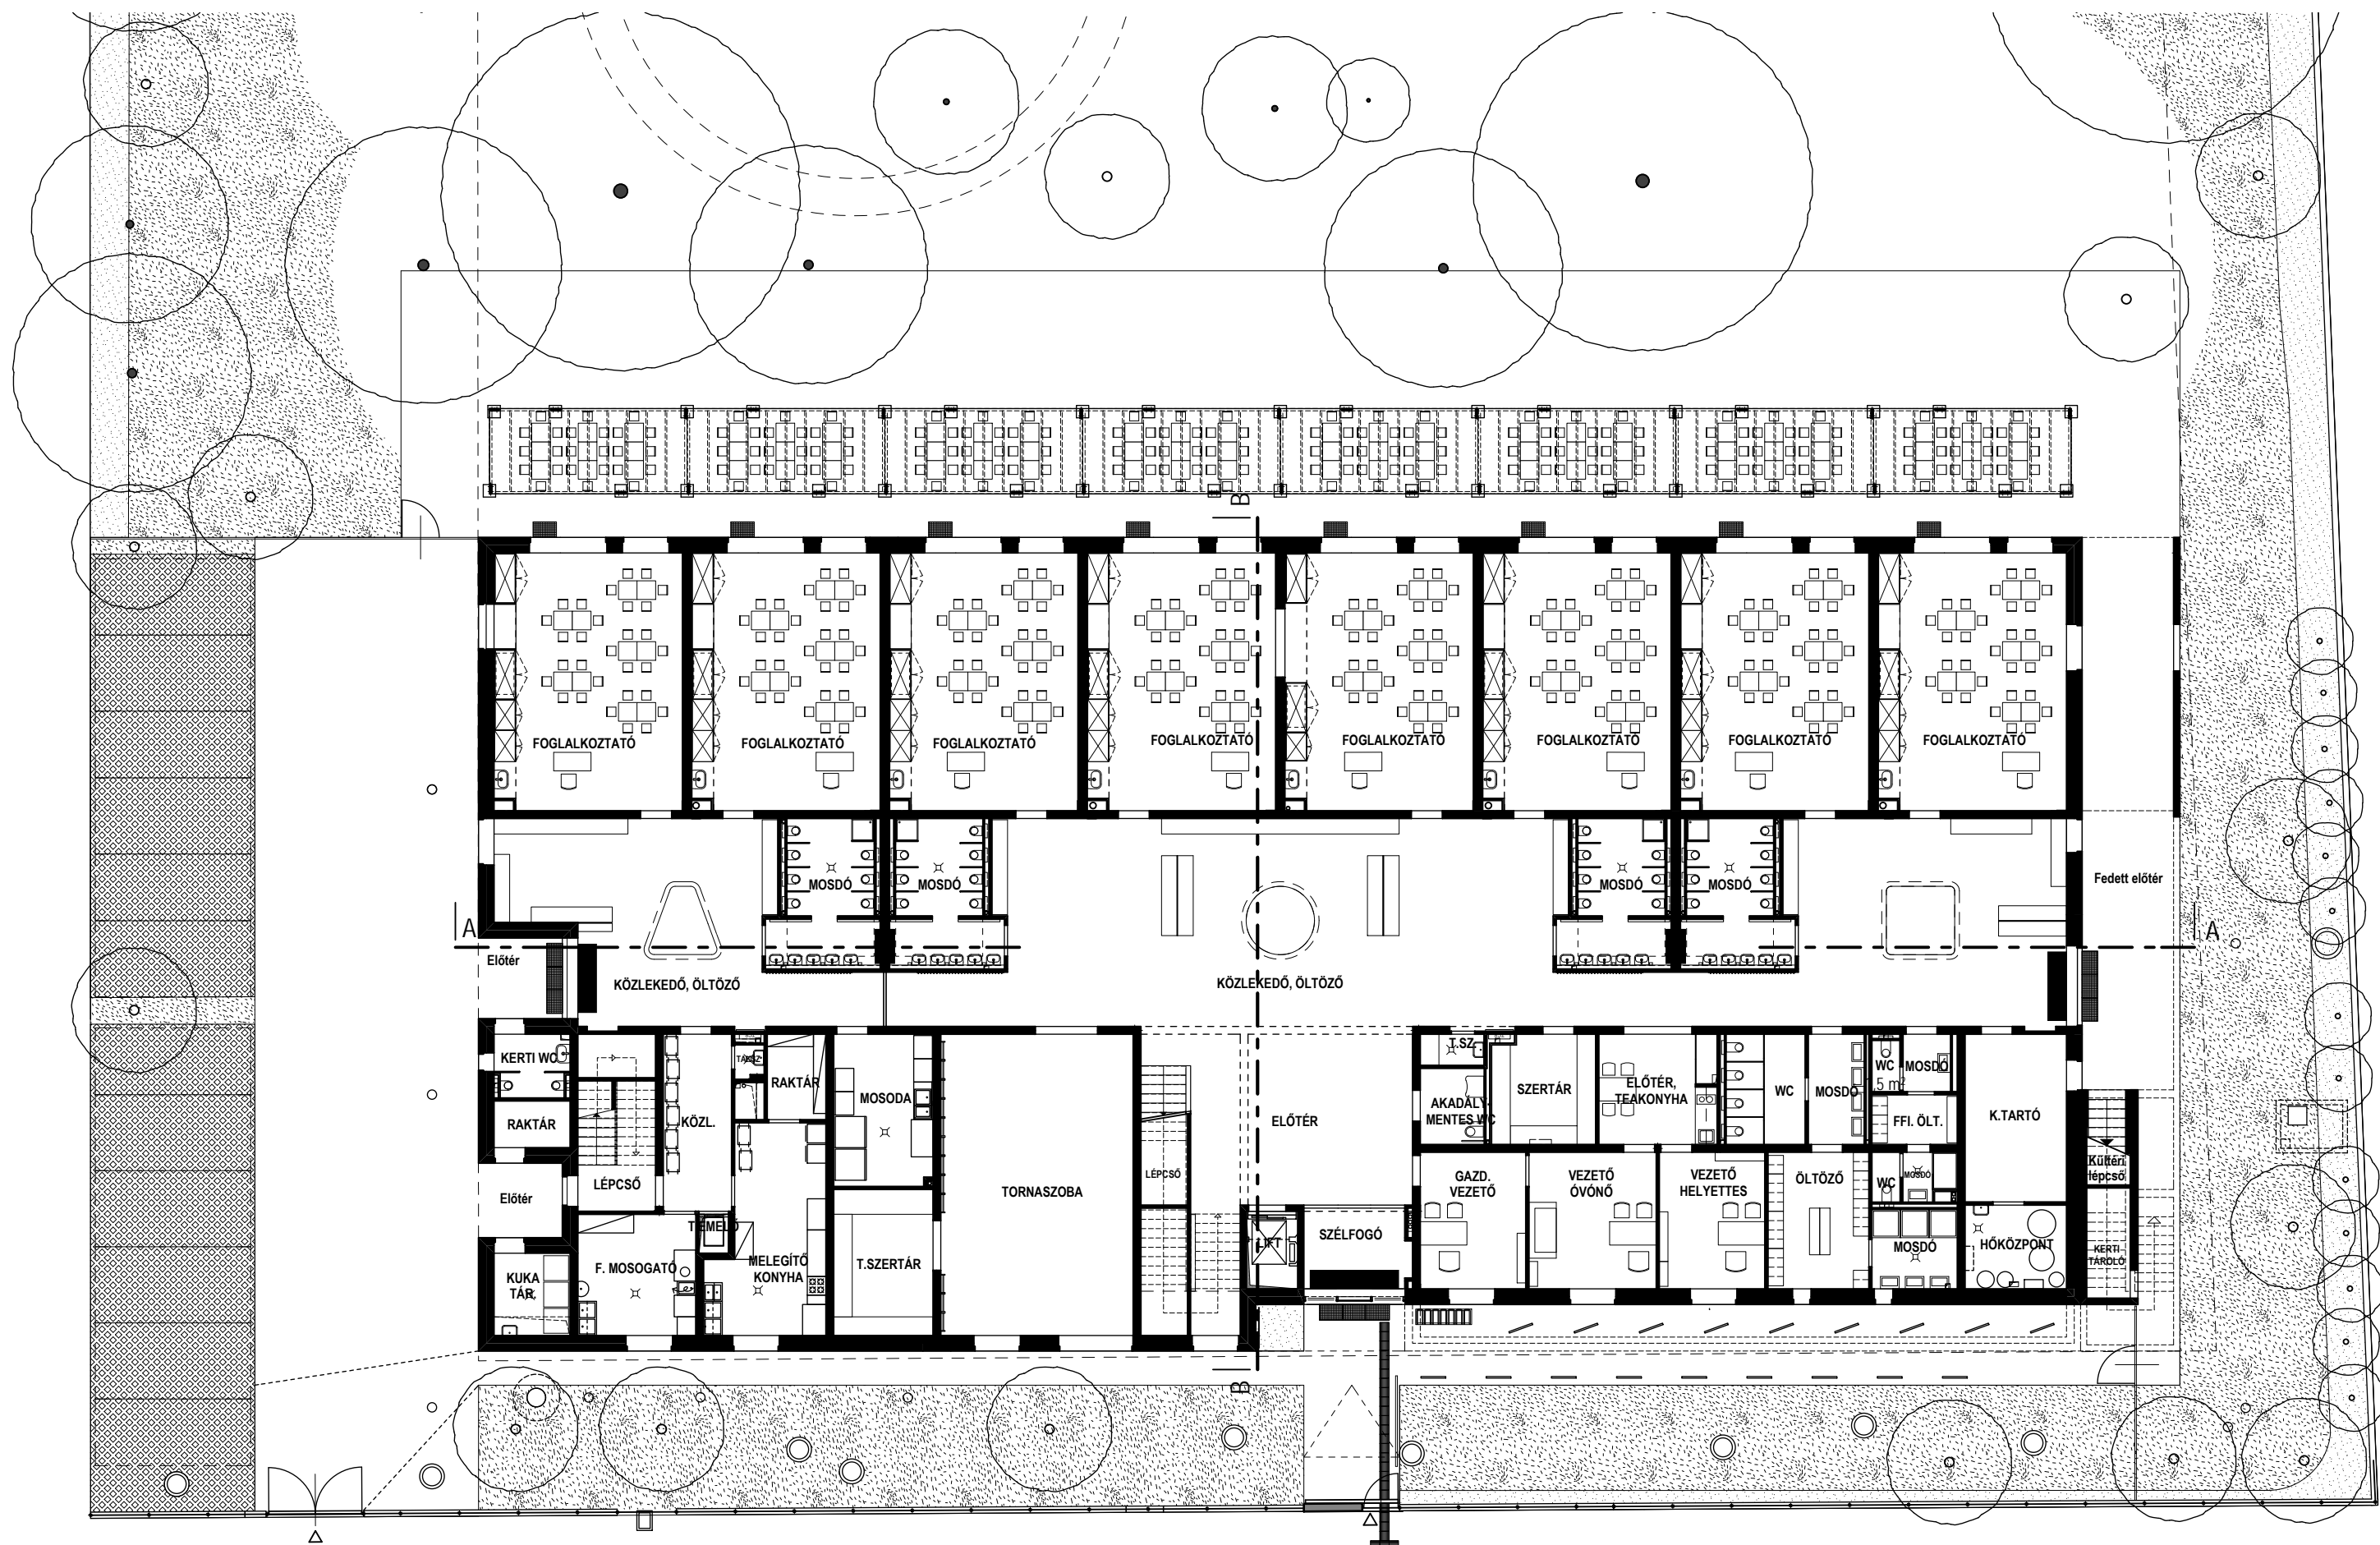 B
FOGLALKOZTATÓ
FOGLALKOZTATÓ
FOGLALKOZTATÓ
FOGLALKOZTATÓ
FOGLALKOZTATÓ
FOGLALKOZTATÓ
FOGLALKOZTATÓ
FOGLALKOZTATÓ
MOSDÓ
MOSDÓ
MOSDÓ
MOSDÓ
Fedett előtér
A
A
Előtér
KÖZLEKEDŐ, ÖLTÖZŐ
KÖZLEKEDŐ, ÖLTÖZŐ
KERTI WC
RAKTÁR
Előtér
KUKA
TÁR.
LÉPCSŐ
KÖZL.
RAKTÁR
MOSODA
F. MOSOGATÓ
MELEGÍTŐ
KONYHA
T.SZERTÁR
TORNASZOBA
LÉPCSŐ
ELŐTÉR
LIFT
SZÉLFOGÓ
T.SZ.
AKADÁLY-
MENTES WC
SZERTÁR
ELŐTÉR,
TEAKONYHA
WC
MOSDÓ
WC
5 m²
MOSDÓ
FFI. ÖLT.
K.TARTÓ
GAZD.
VEZETŐ
VEZETŐ
ÓVÓNŐ
VEZETŐ
HELYETTES
ÖLTÖZŐ
WC
MOSDÓ
MOSDÓ
HŐKÖZPONT
Kültéri
lépcső
KERTI
TÁROLÓ
B